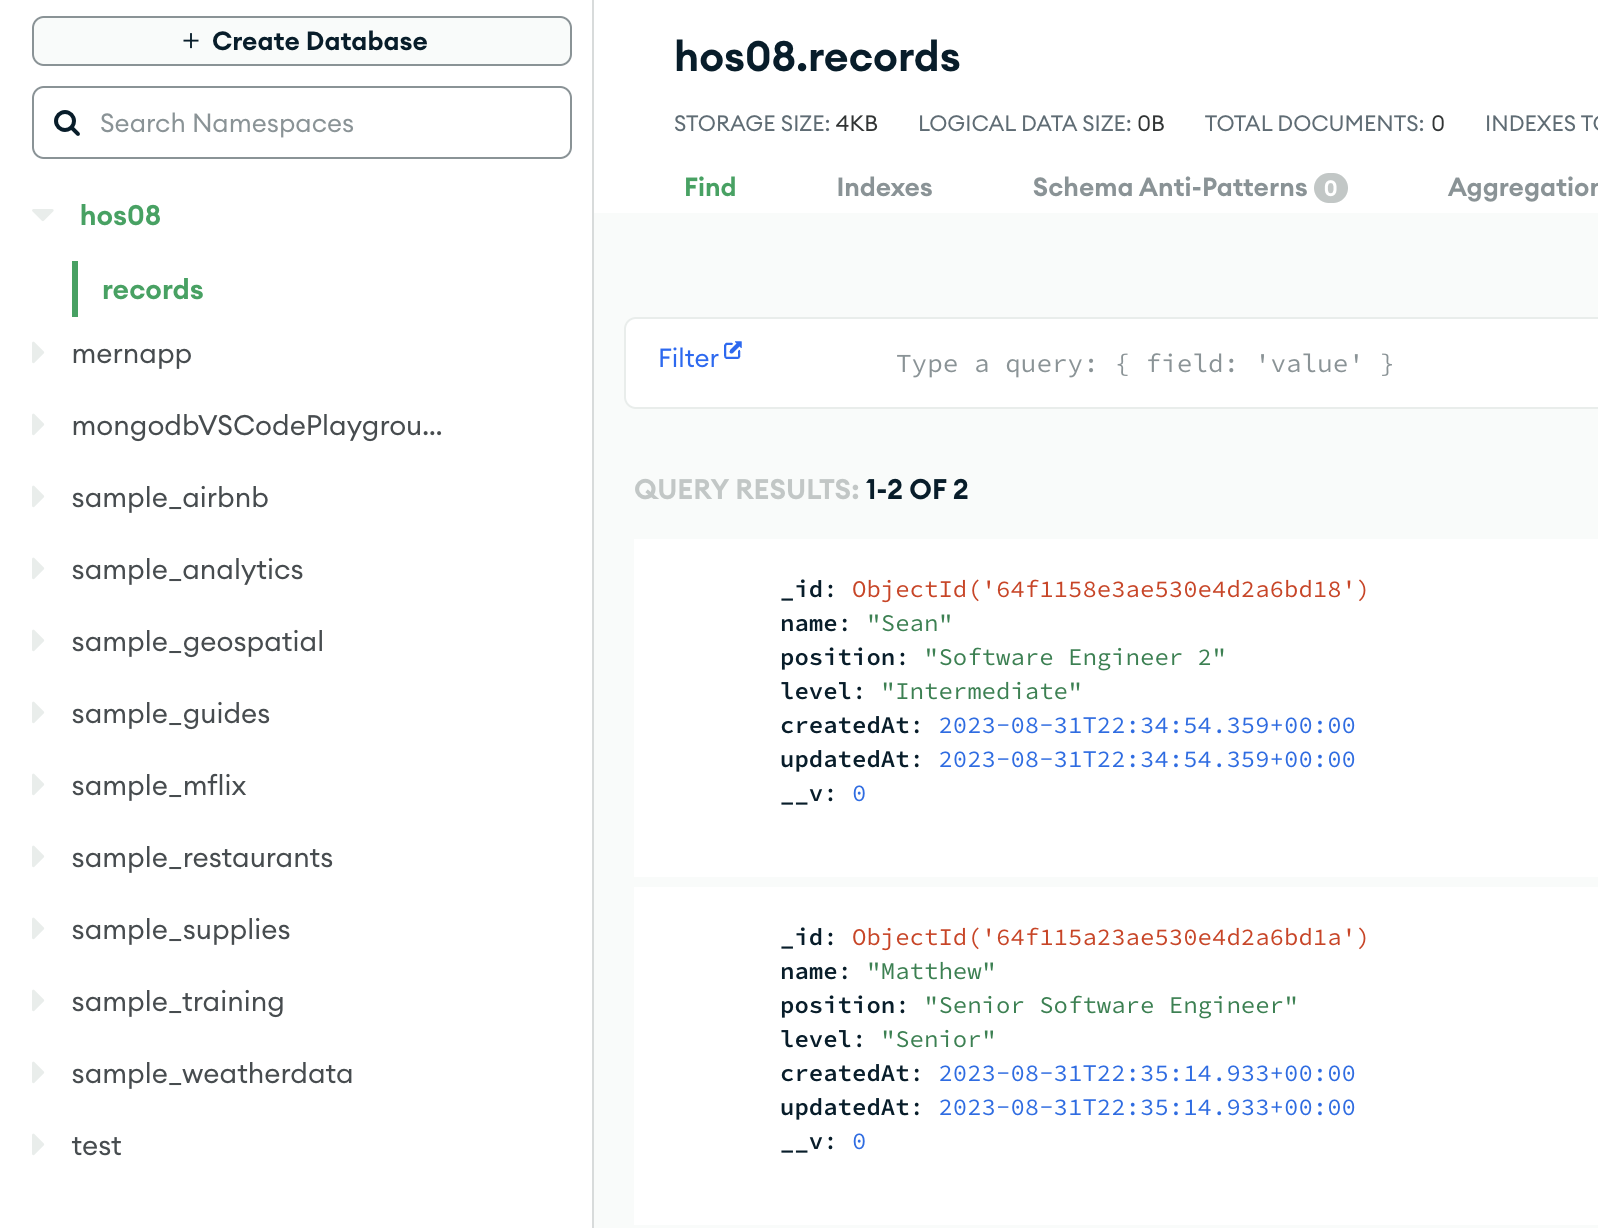 + Create Database
Search Namespaces
hos08
records
mernapp
mongodbVSCodePlaygrou...
sample_airbnb
sample_analytics
sample_geospatial
sample_guides
sample_mflix
sample_restaurants
sample_supplies
sample_training
sample_weatherdata
test
hos08.records
STORAGE SIZE: 4KB LOGICAL DATA SIZE: 0B TOTAL DOCUMENTS: 0 INDEXES TO
Find Indexes Schema Anti-Patterns 0 Aggregation
Filter Type a query: { field: 'value' }
QUERY RESULTS: 1-2 OF 2
_id: ObjectId('64f1158e3ae530e4d2a6bd18')
name: "Sean"
position: "Software Engineer 2"
level: "Intermediate"
createdAt: 2023-08-31T22:34:54.359+00:00
updatedAt: 2023-08-31T22:34:54.359+00:00
__v: 0
_id: ObjectId('64f115a23ae530e4d2a6bd1a')
name: "Matthew"
position: "Senior Software Engineer"
level: "Senior"
createdAt: 2023-08-31T22:35:14.933+00:00
updatedAt: 2023-08-31T22:35:14.933+00:00
__v: 0